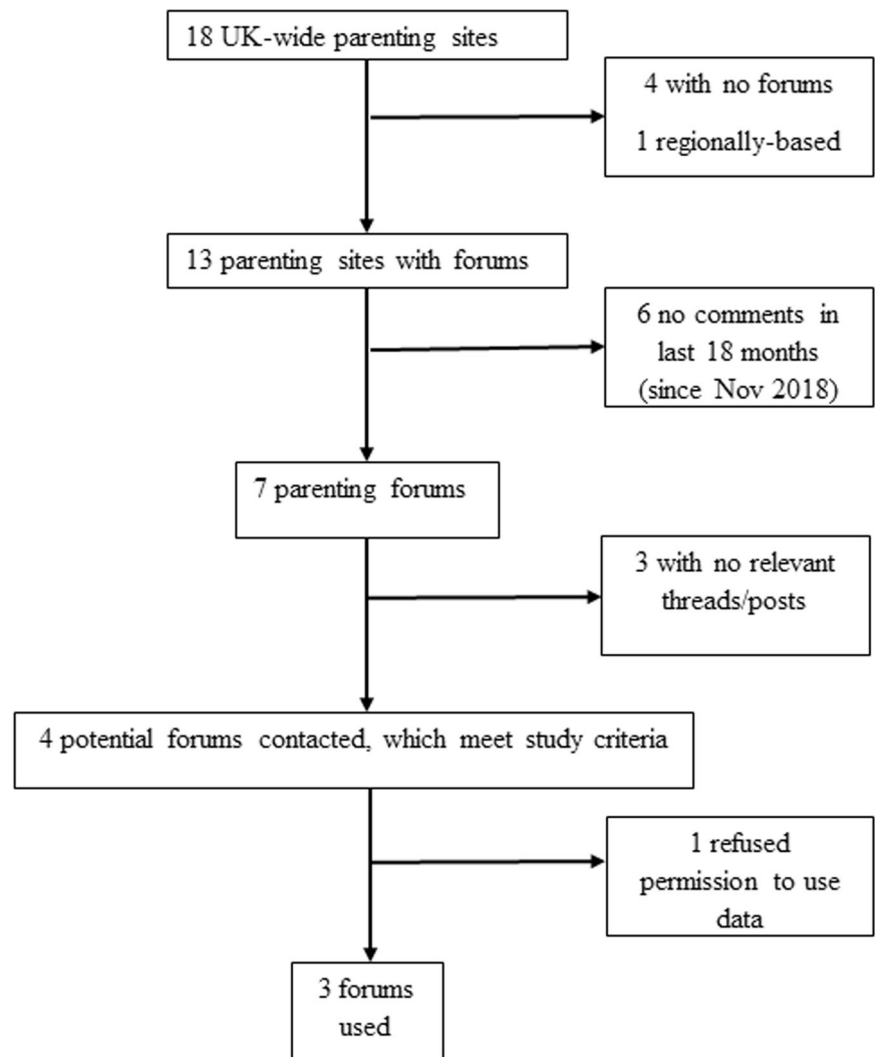 18 UK-wide parenting sites
4 with no forums
1 regionally-based
13 parenting sites with forums
6 no comments in
last 18 months
(since Nov 2018)
7 parenting forums
3 with no relevant
threads/posts
4 potential forums contacted, which meet study criteria
1 refused
permission to use
data
3 forums
used